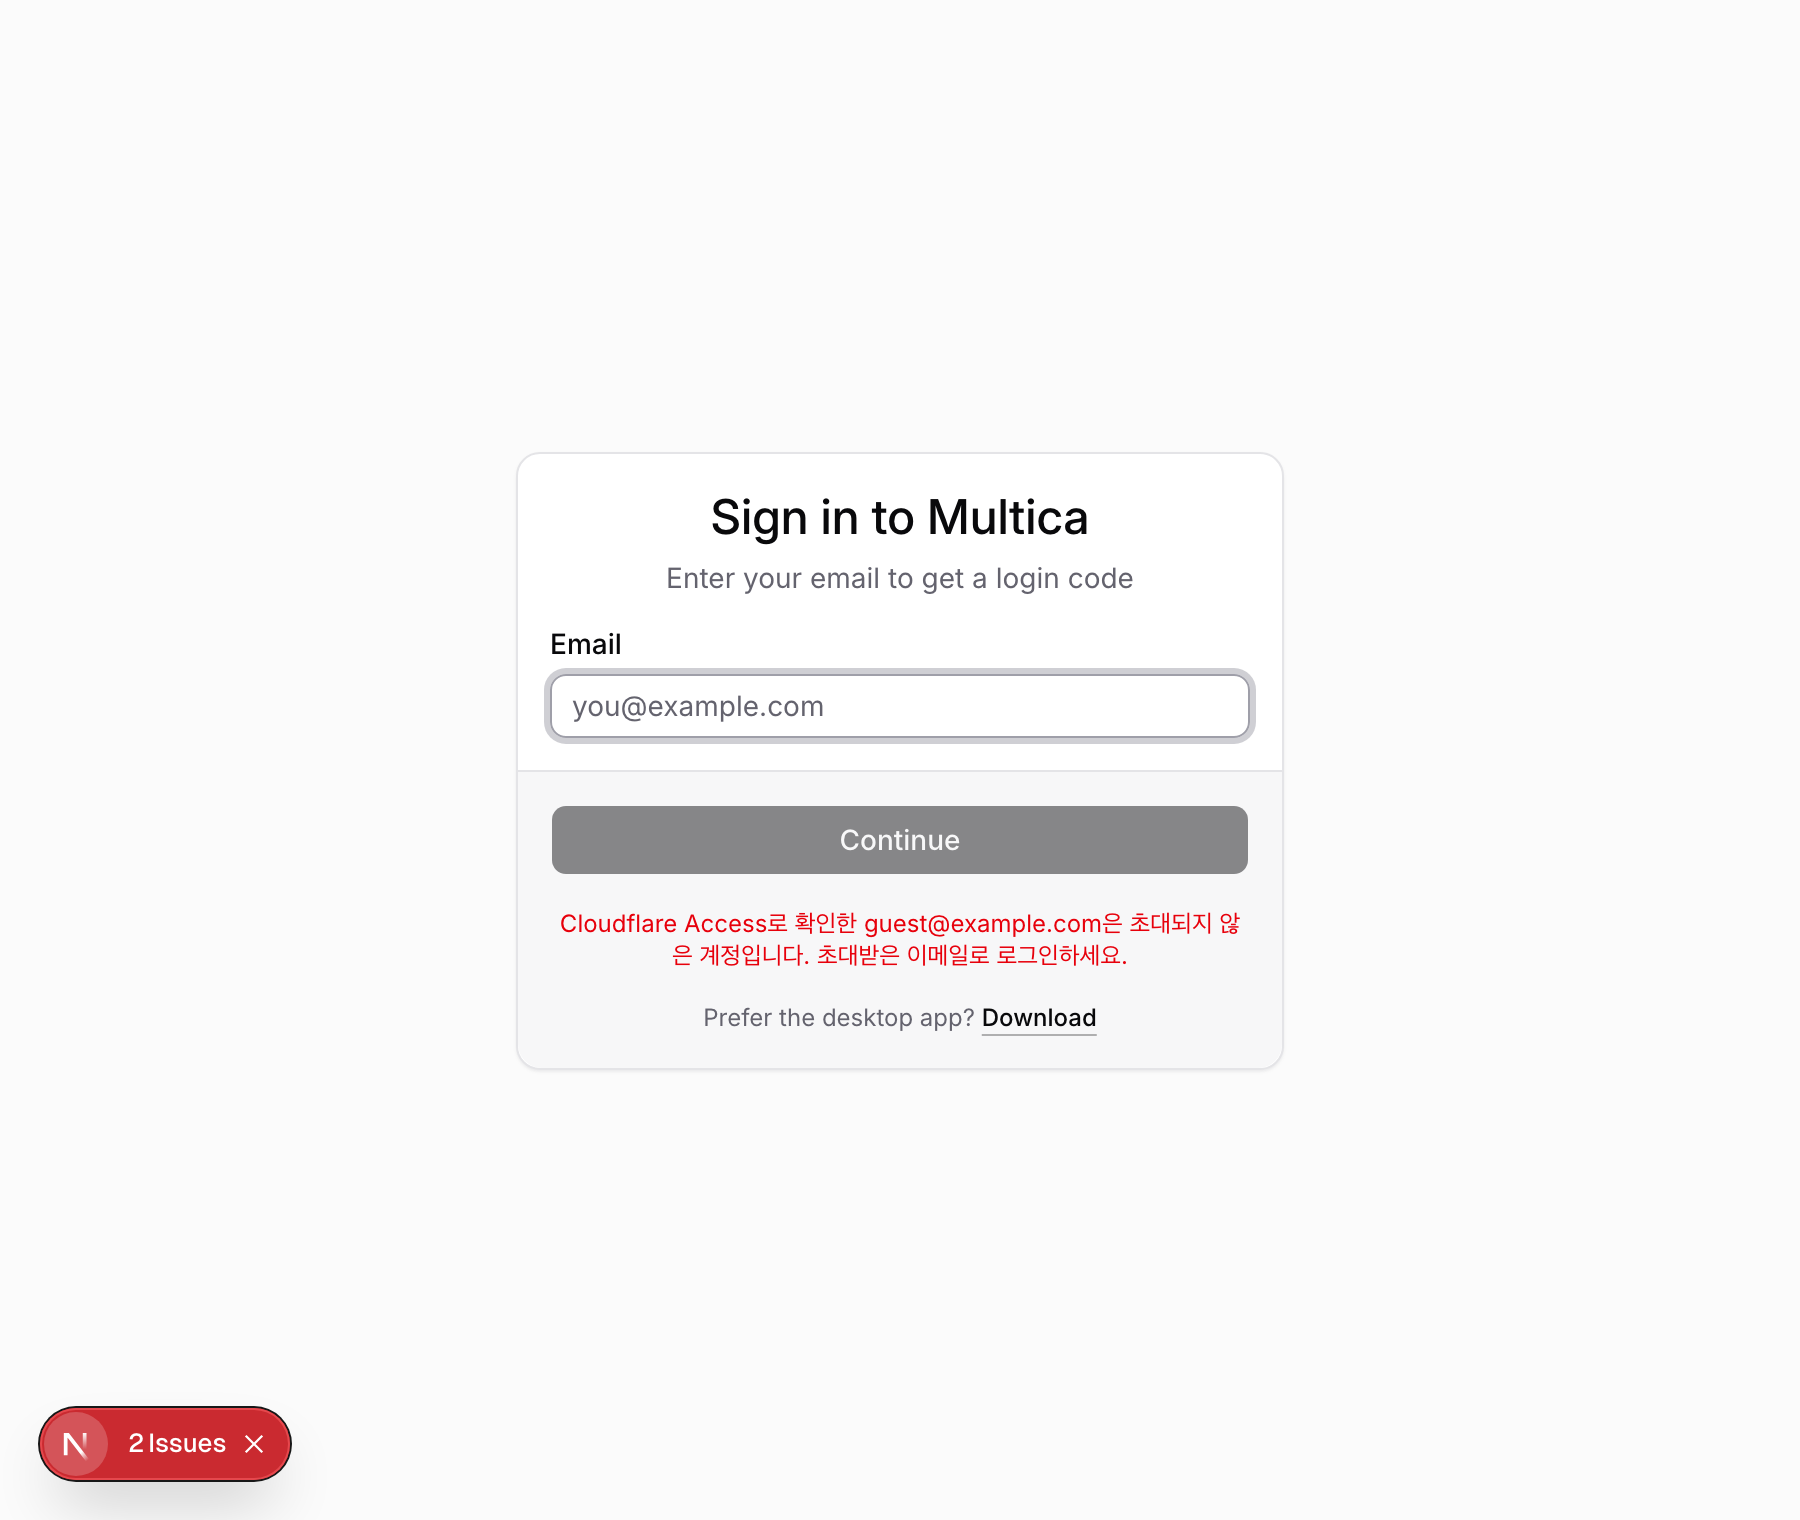 Sign in to Multica
Enter your email to get a login code
Email
you@example.com
Continue
Cloudflare Access로 확인한 guest@example.com은 초대되지 않
은 계정입니다. 초대받은 이메일로 로그인하세요.
Prefer the desktop app? Download
N 2 Issues